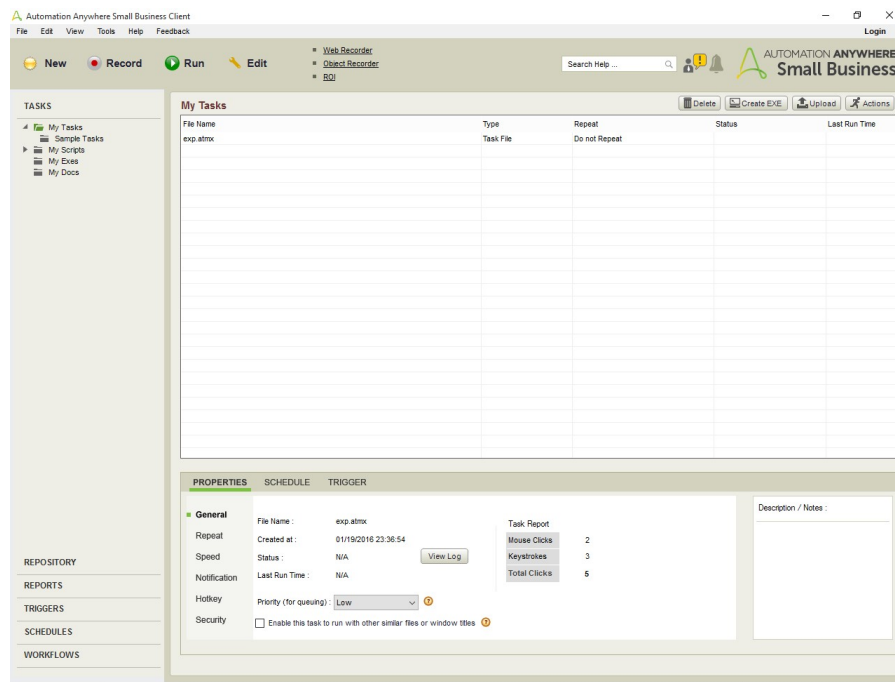 Automation Anywhere Small Business Client
File Edit View Tools Help Feedback
Login
New Record Run Edit
Web Recorder
Object Recorder
ROI
Search Help ...
AUTOMATION ANYWHERE
Small Business
TASKS
My Tasks
Sample Tasks
My Scripts
My Exes
My Docs
REPOSITORY
REPORTS
TRIGGERS
SCHEDULES
WORKFLOWS
My Tasks
Delete Create EXE Upload Actions
File Name Type Repeat Status Last Run Time
exp.atmx Task File Do not Repeat
PROPERTIES SCHEDULE TRIGGER
General
Repeat
Speed
Notification
Hotkey
Security
File Name : exp.atmx
Created at : 01/19/2016 23:36:54
Status : N/A View Log
Last Run Time : N/A
Priority (for queuing) : Low
Enable this task to run with other similar files or window titles
Task Report
Mouse Clicks 2
Keystrokes 3
Total Clicks 5
Description / Notes :